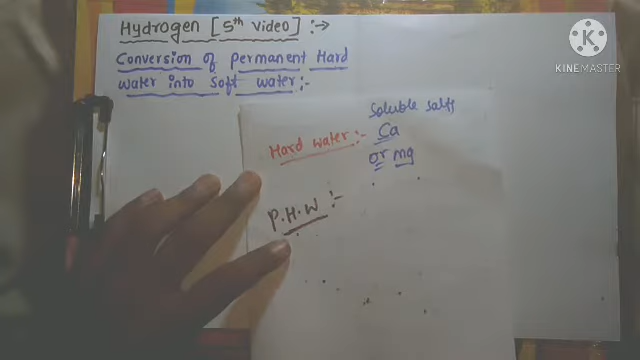 Hydrogen [5th video] :→
Conversion of permanent Hard
Water into soft water :-
Soluble salts
Hard water :- Ca
or mg
P.H.W :-
KINEMASTER